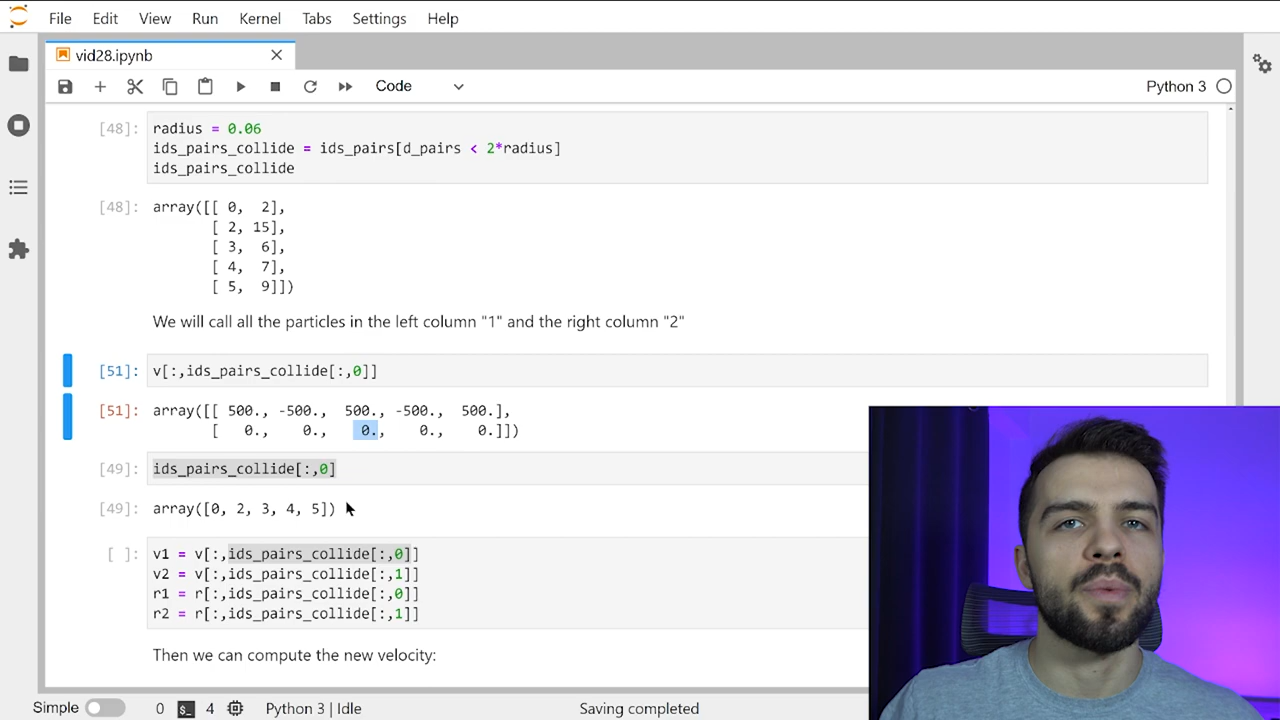 File Edit View Run Kernel Tabs Settings Help
vid28.ipynb
Code
Python 3
[48]: radius = 0.06
ids_pairs_collide = ids_pairs[d_pairs < 2*radius]
ids_pairs_collide
[48]: array([[ 0, 2],
[ 2, 15],
[ 3, 6],
[ 4, 7],
[ 5, 9]])
We will call all the particles in the left column "1" and the right column "2"
[51]: v[:,ids_pairs_collide[:,0]]
[51]: array([[ 500., -500., 500., -500., 500.],
[ 0., 0., 0., 0., 0.]])
[49]: ids_pairs_collide[:,0]
[49]: array([0, 2, 3, 4, 5])
[ ]: v1 = v[:,ids_pairs_collide[:,0]]
v2 = v[:,ids_pairs_collide[:,1]]
r1 = r[:,ids_pairs_collide[:,0]]
r2 = r[:,ids_pairs_collide[:,1]]
Then we can compute the new velocity:
Simple 0 $_ 4 Python 3 | Idle Saving completed